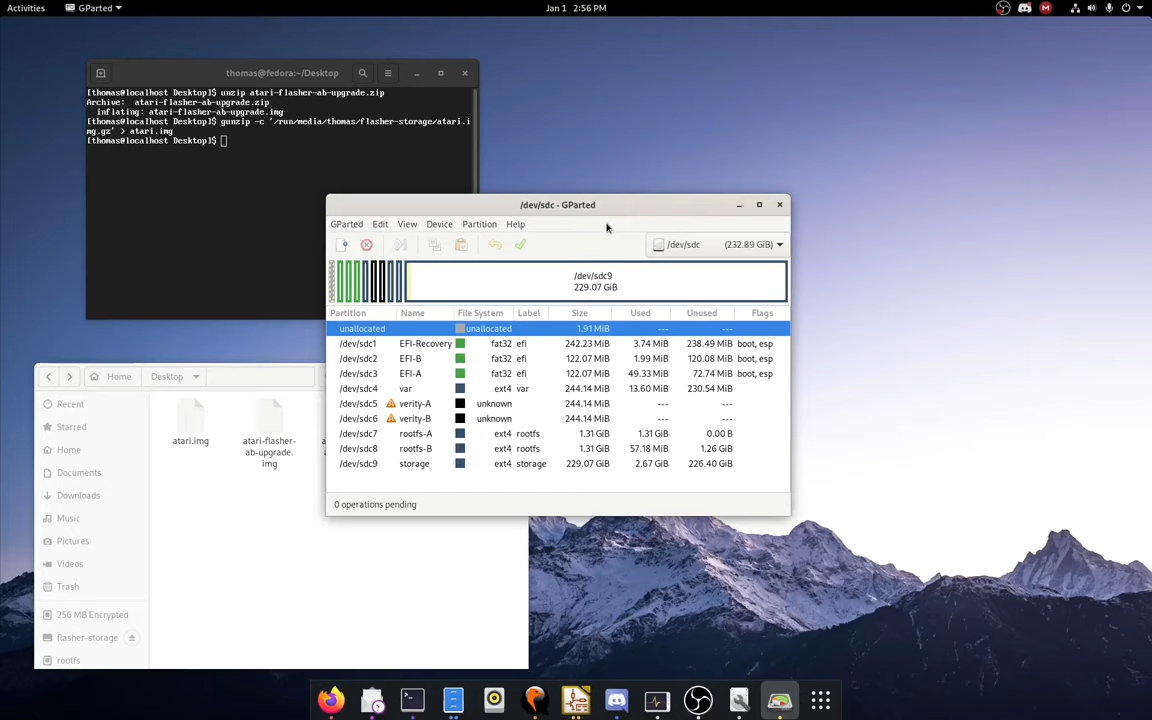 Activities GParted Jan 1 2:56 PM
thomas@fedora:~/Desktop
[thomas@localhost Desktop]$ unzip atari-flasher-ab-upgrade.zip
Archive: atari-flasher-ab-upgrade.zip
inflating: atari-flasher-ab-upgrade.img
[thomas@localhost Desktop]$ gunzip -c '/run/media/thomas/flasher-storage/atari.i
mg.gz' > atari.img
[thomas@localhost Desktop]$
/dev/sdc - GParted
GParted Edit View Device Partition Help
/dev/sdc (232.89 GiB)
/dev/sdc9
229.07 GiB
Partition Name File System Label Size Used Unused Flags
unallocated unallocated 1.91 MiB --- ---
/dev/sdc1 EFI-Recovery fat32 efi 242.23 MiB 3.74 MiB 238.49 MiB boot, esp
/dev/sdc2 EFI-B fat32 efi 122.07 MiB 1.99 MiB 120.08 MiB boot, esp
/dev/sdc3 EFI-A fat32 efi 122.07 MiB 49.33 MiB 72.74 MiB boot, esp
/dev/sdc4 var ext4 var 244.14 MiB 13.60 MiB 230.54 MiB
/dev/sdc5 verity-A unknown 244.14 MiB --- ---
/dev/sdc6 verity-B unknown 244.14 MiB --- ---
/dev/sdc7 rootfs-A ext4 rootfs 1.31 GiB 1.31 GiB 0.00 B
/dev/sdc8 rootfs-B ext4 rootfs 1.31 GiB 57.18 MiB 1.26 GiB
/dev/sdc9 storage ext4 storage 229.07 GiB 2.67 GiB 226.40 GiB
0 operations pending
Home Desktop
Recent
Starred
Home
Documents
Downloads
Music
Pictures
Videos
Trash
256 MB Encrypted
flasher-storage
rootfs
atari.img
atari-flasher-
ab-upgrade.
img